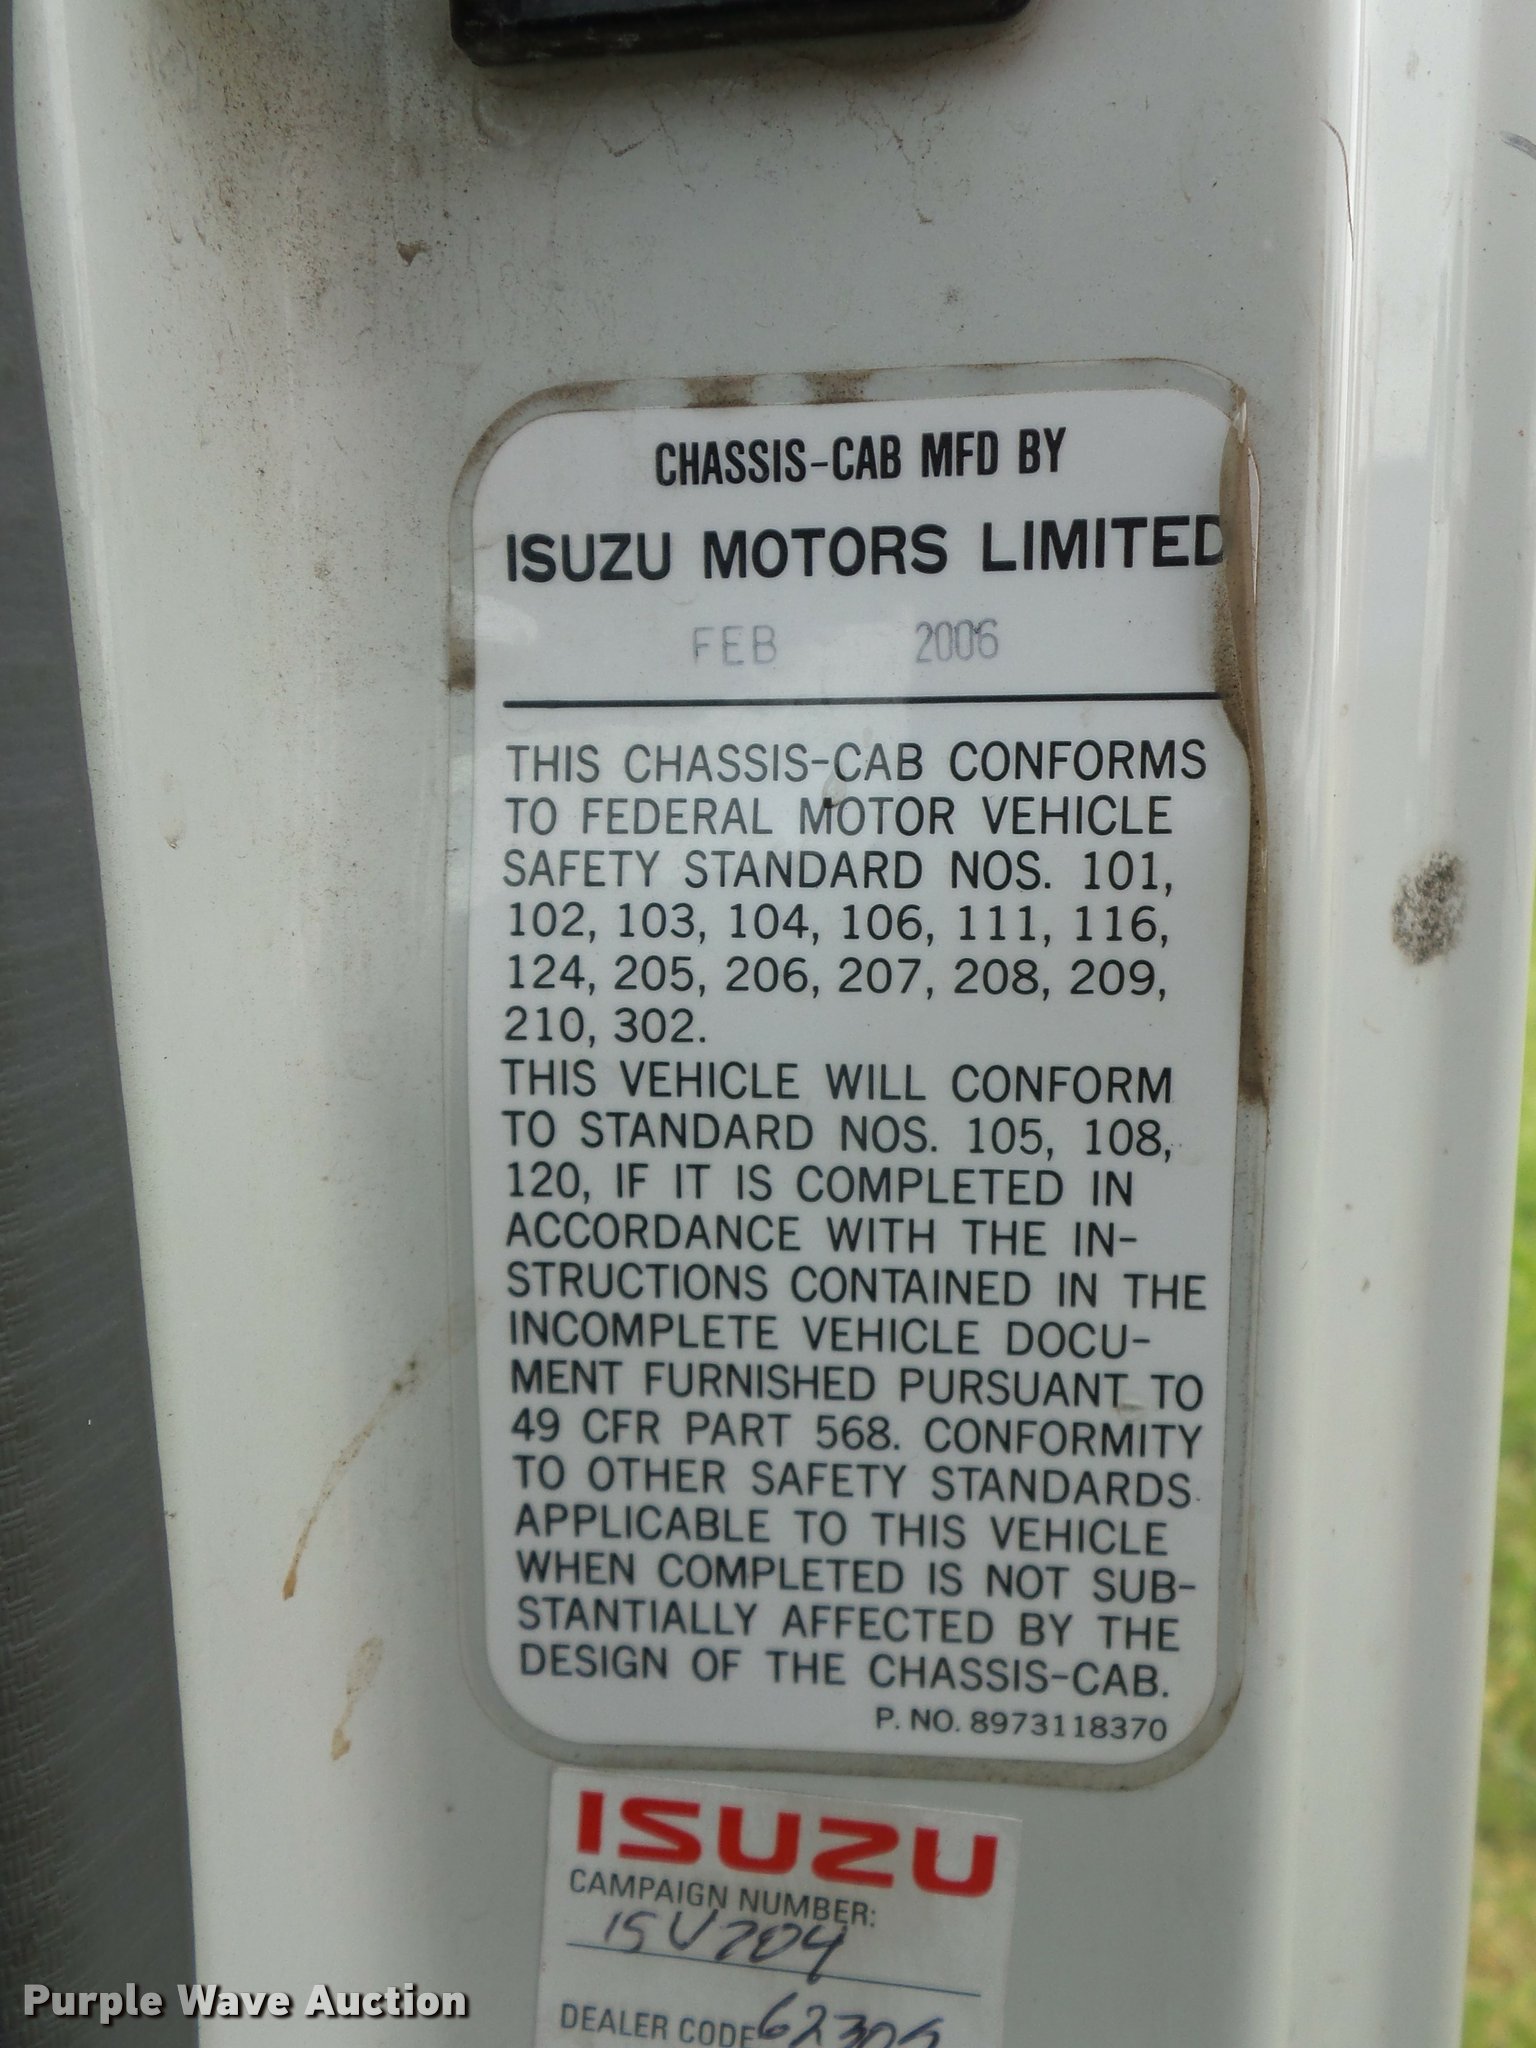 CHASSIS-CAB MFD BY
ISUZU MOTORS LIMITED
FEB 2006
THIS CHASSIS-CAB CONFORMS
TO FEDERAL MOTOR VEHICLE
SAFETY STANDARD NOS. 101,
102, 103, 104, 106, 111, 116,
124, 205, 206, 207, 208, 209,
210, 302.
THIS VEHICLE WILL CONFORM
TO STANDARD NOS. 105, 108,
120, IF IT IS COMPLETED IN
ACCORDANCE WITH THE IN-
STRUCTIONS CONTAINED IN THE
INCOMPLETE VEHICLE DOCU-
MENT FURNISHED PURSUANT TO
49 CFR PART 568. CONFORMITY
TO OTHER SAFETY STANDARDS
APPLICABLE TO THIS VEHICLE
WHEN COMPLETED IS NOT SUB-
STANTIALLY AFFECTED BY THE
DESIGN OF THE CHASSIS-CAB.
P. NO. 8973118370
ISUZU
CAMPAIGN NUMBER:
ISV204
DEALER CODE
Purple Wave Auction